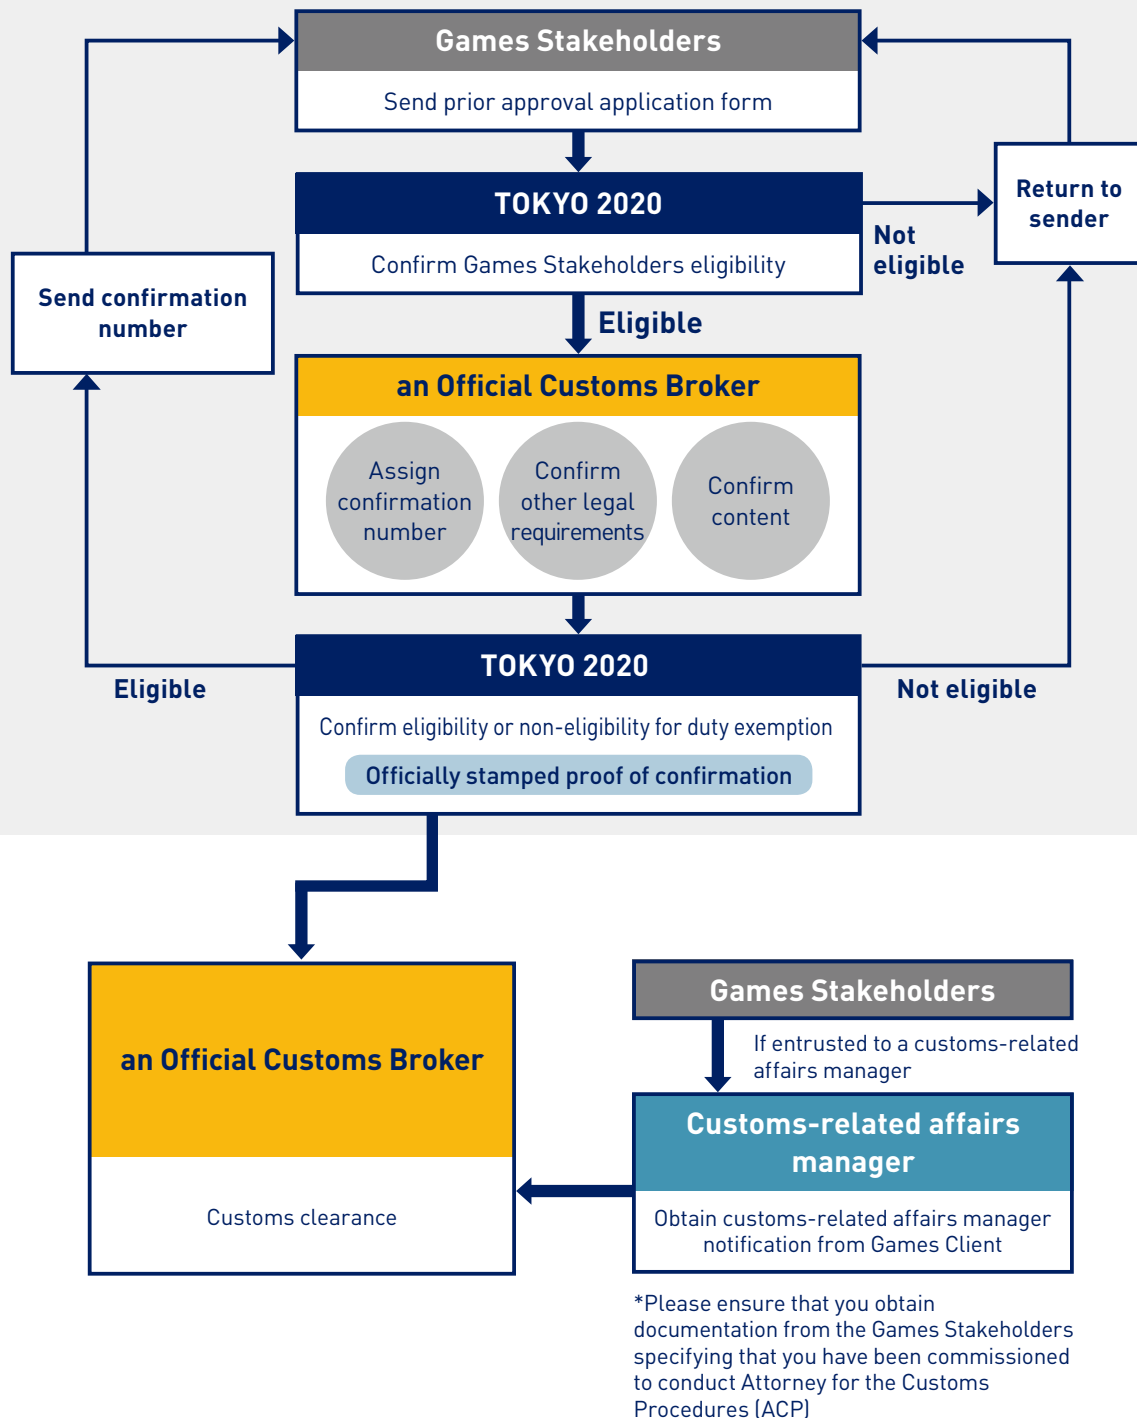 Games Stakeholders
Send prior approval application form
TOKYO 2020
Confirm Games Stakeholders eligibility
Not
eligible
Return to
sender
Send confirmation
number
Eligible
an Official Customs Broker
Assign
confirmation
number
Confirm
other legal
requirements
Confirm
content
TOKYO 2020
Eligible
Not eligible
Confirm eligibility or non-eligibility for duty exemption
Officially stamped proof of confirmation
an Official Customs Broker
Customs clearance
Games Stakeholders
If entrusted to a customs-related
affairs manager
Customs-related affairs
manager
Obtain customs-related affairs manager
notification from Games Client
*Please ensure that you obtain
documentation from the Games Stakeholders
specifying that you have been commissioned
to conduct Attorney for the Customs
Procedures (ACP)